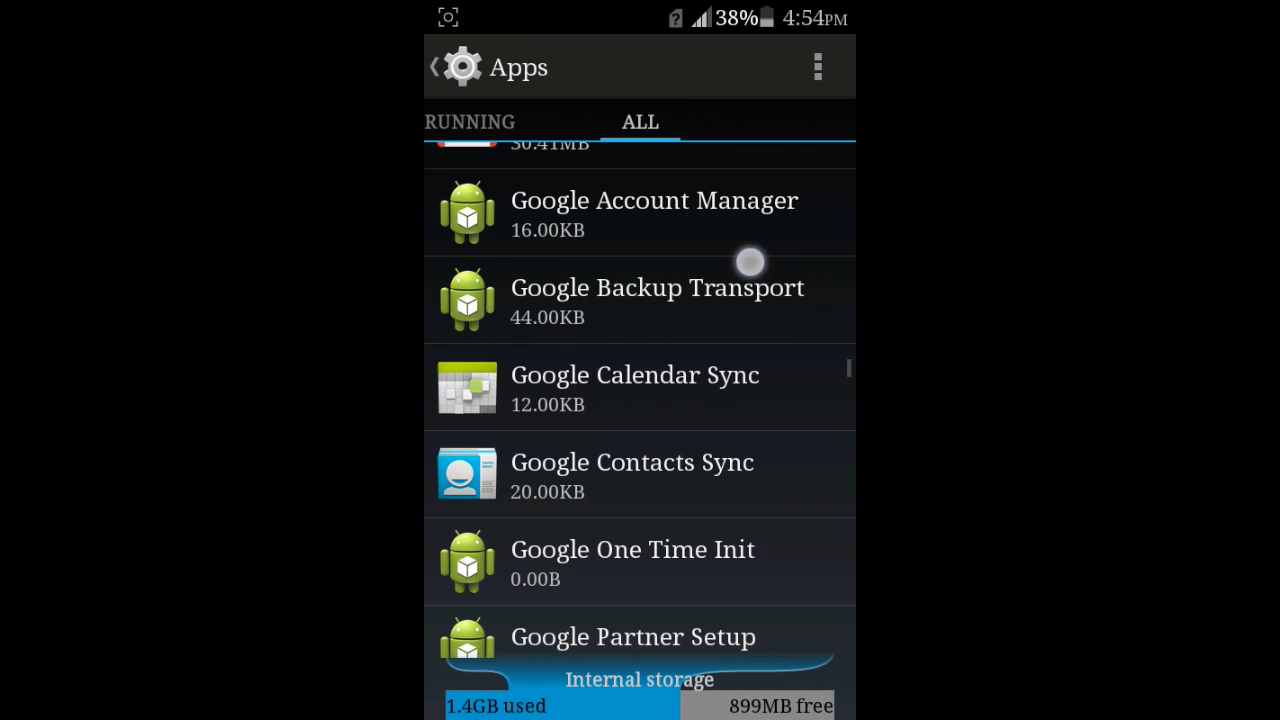 38% 4:54PM
Apps
RUNNING ALL
30.41MB
Google Account Manager
16.00KB
Google Backup Transport
44.00KB
Google Calendar Sync
12.00KB
Google Contacts Sync
20.00KB
Google One Time Init
0.00B
Google Partner Setup
Internal storage
1.4GB used 899MB free